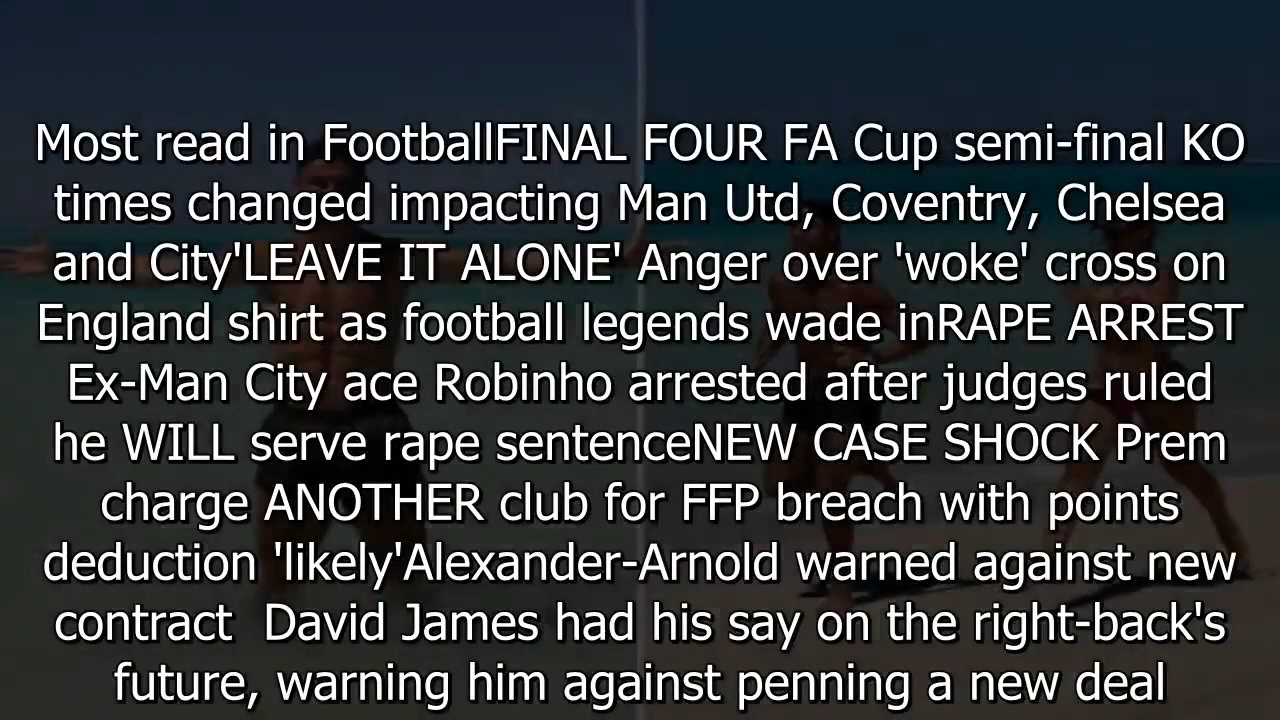 Most read in FootballFINAL FOUR FA Cup semi-final KO
times changed impacting Man Utd, Coventry, Chelsea
and City'LEAVE IT ALONE' Anger over 'woke' cross on
England shirt as football legends wade inRAPE ARREST
Ex-Man City ace Robinho arrested after judges ruled
he WILL serve rape sentenceNEW CASE SHOCK Prem
charge ANOTHER club for FFP breach with points
deduction 'likely'Alexander-Arnold warned against new
contract  David James had his say on the right-back's
future, warning him against penning a new deal